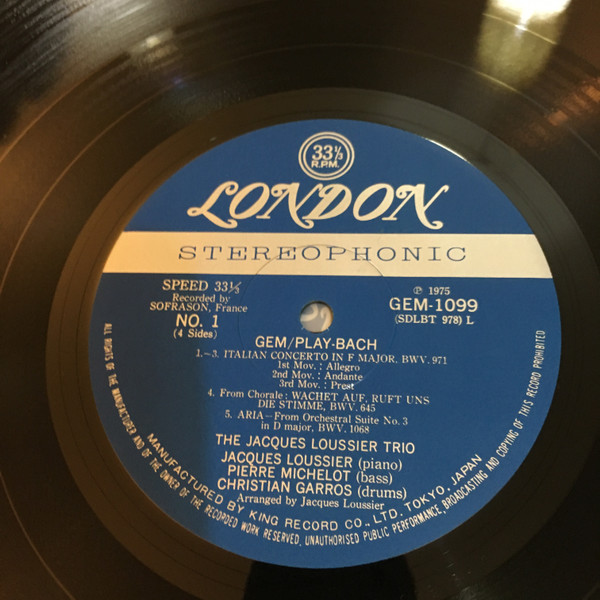 33⅓
R.P.M.
LONDON
STEREOPHONIC
SPEED 33⅓
Recorded by
SOFRASON, France
NO. 1
(4 Sides)
℗ 1975
GEM-1099
(SDLBT 978) L
GEM/PLAY-BACH
1.–3. ITALIAN CONCERTO IN F MAJOR, BWV. 971
1st Mov.: Allegro
2nd Mov.: Andante
3rd Mov.: Prest
4. From Chorale: WACHET AUF, RUFT UNS
DIE STIMME, BWV. 645
5. ARIA—From Orchestral Suite No. 3
in D major, BWV. 1068
THE JACQUES LOUSSIER TRIO
JACQUES LOUSSIER (piano)
PIERRE MICHELOT (bass)
CHRISTIAN GARROS (drums)
Arranged by Jacques Loussier
MANUFACTURED BY KING RECORD CO., LTD. TOKYO, JAPAN
ALL RIGHTS OF THE MANUFACTURER AND OF THE OWNER OF THE RECORDED WORK RESERVED. UNAUTHORISED PUBLIC PERFORMANCE, BROADCASTING AND COPYING OF THIS RECORD PROHIBITED